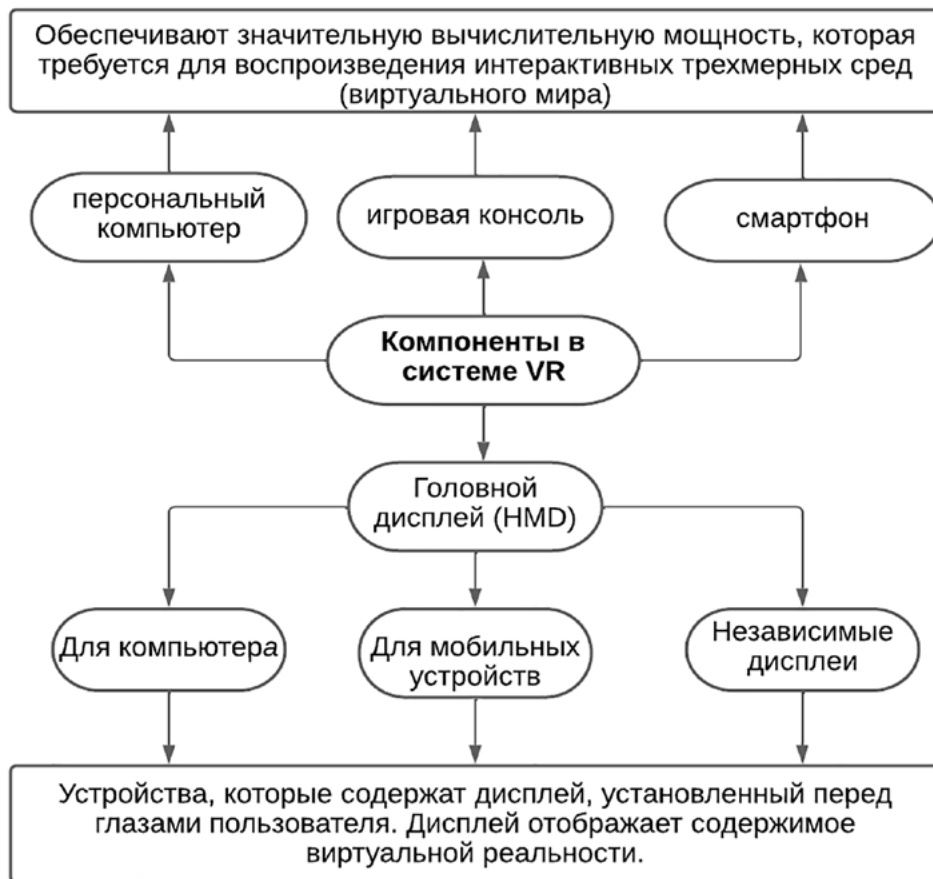 Обеспечивают значительную вычислительную мощность, которая
требуется для воспроизведения интерактивных трехмерных сред
(виртуального мира)
персональный
компьютер
игровая консоль
смартфон
Компоненты в
системе VR
Головной
дисплей (HMD)
Для компьютера
Для мобильных
устройств
Независимые
дисплеи
Устройства, которые содержат дисплей, установленный перед
глазами пользователя. Дисплей отображает содержимое
виртуальной реальности.